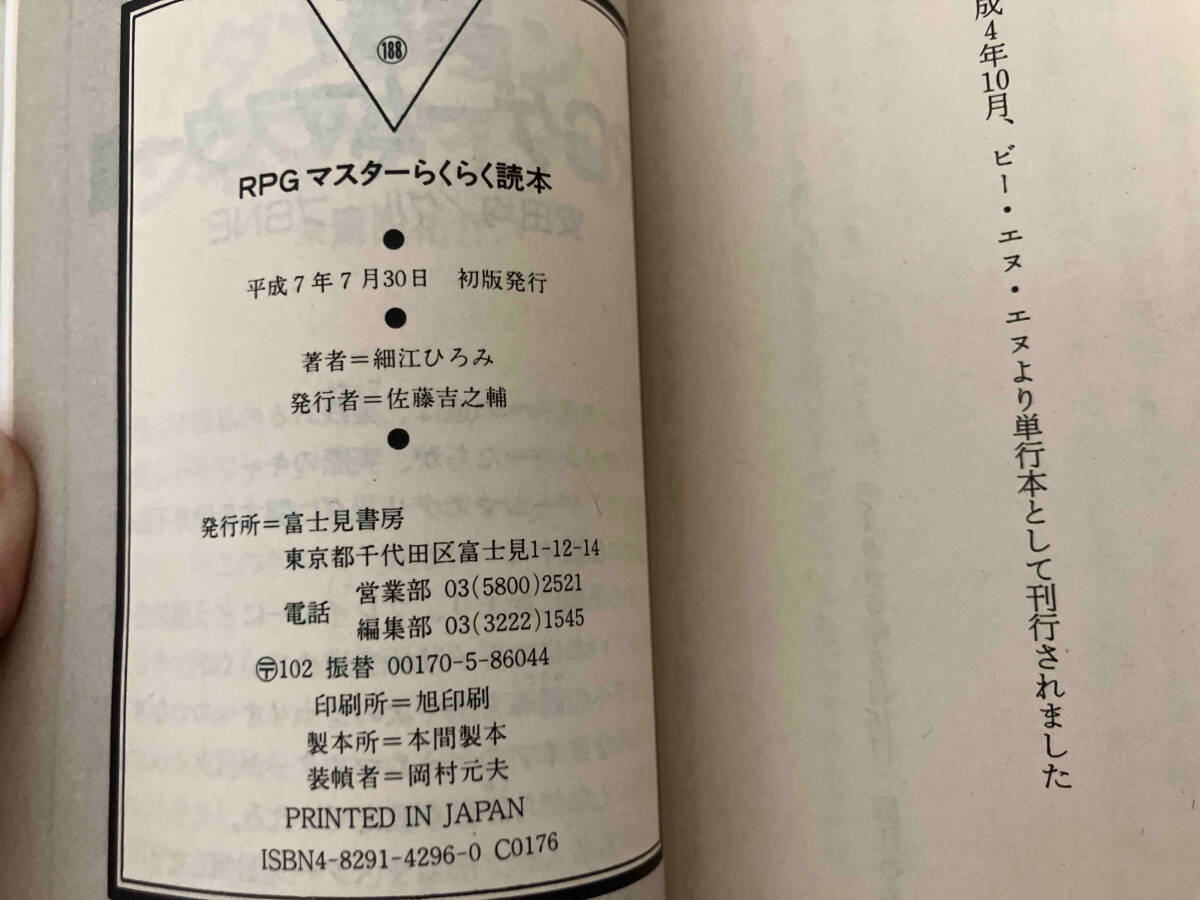 成4年10月、ビー・エヌ・エヌより単行本として刊行されました
188
RPGマスターらくらく読本
平成7年7月30日 初版発行
著者=細江ひろみ
発行者=佐藤吉之輔
発行所=富士見書房
東京都千代田区富士見1-12-14
電話
営業部 03(5800)2521
編集部 03(3222)1545
〒102 振替 00170-5-86044
印刷所=旭印刷
製本所=本間製本
装幀者=岡村元夫
PRINTED IN JAPAN
ISBN4-8291-4296-0 C0176